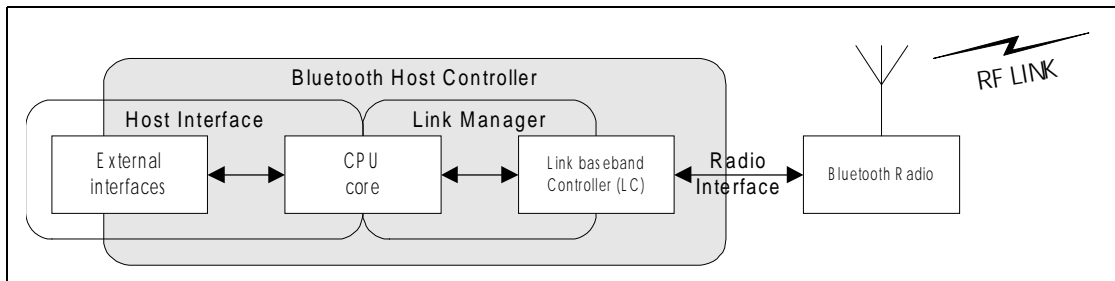 Bluetooth Host Controller
RF LINK
Host Interface
Link Manager
External
interfaces
CPU
core
Link baseband
Controller (LC)
Radio
Interface
Bluetooth Radio